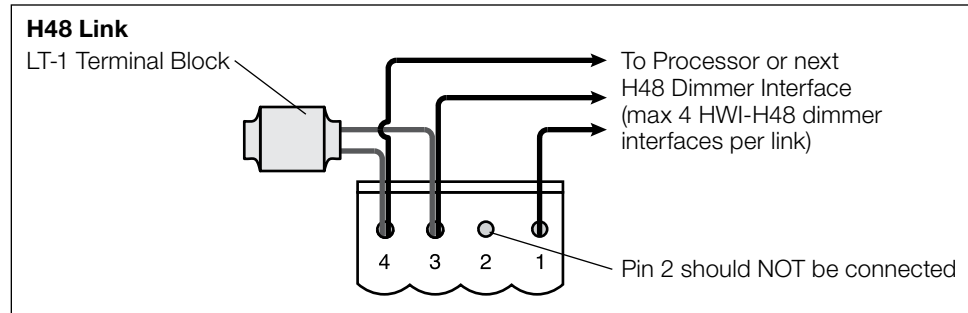 H48 Link
LT-1 Terminal Block
To Processor or next
H48 Dimmer Interface
(max 4 HWI-H48 dimmer
interfaces per link)
4 3 2 1
Pin 2 should NOT be connected